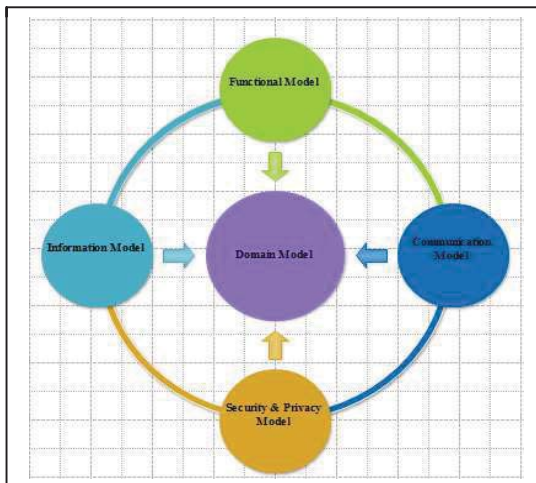 Functional Model
Information Model
Domain Model
Communication
Model
Security & Privacy
Model